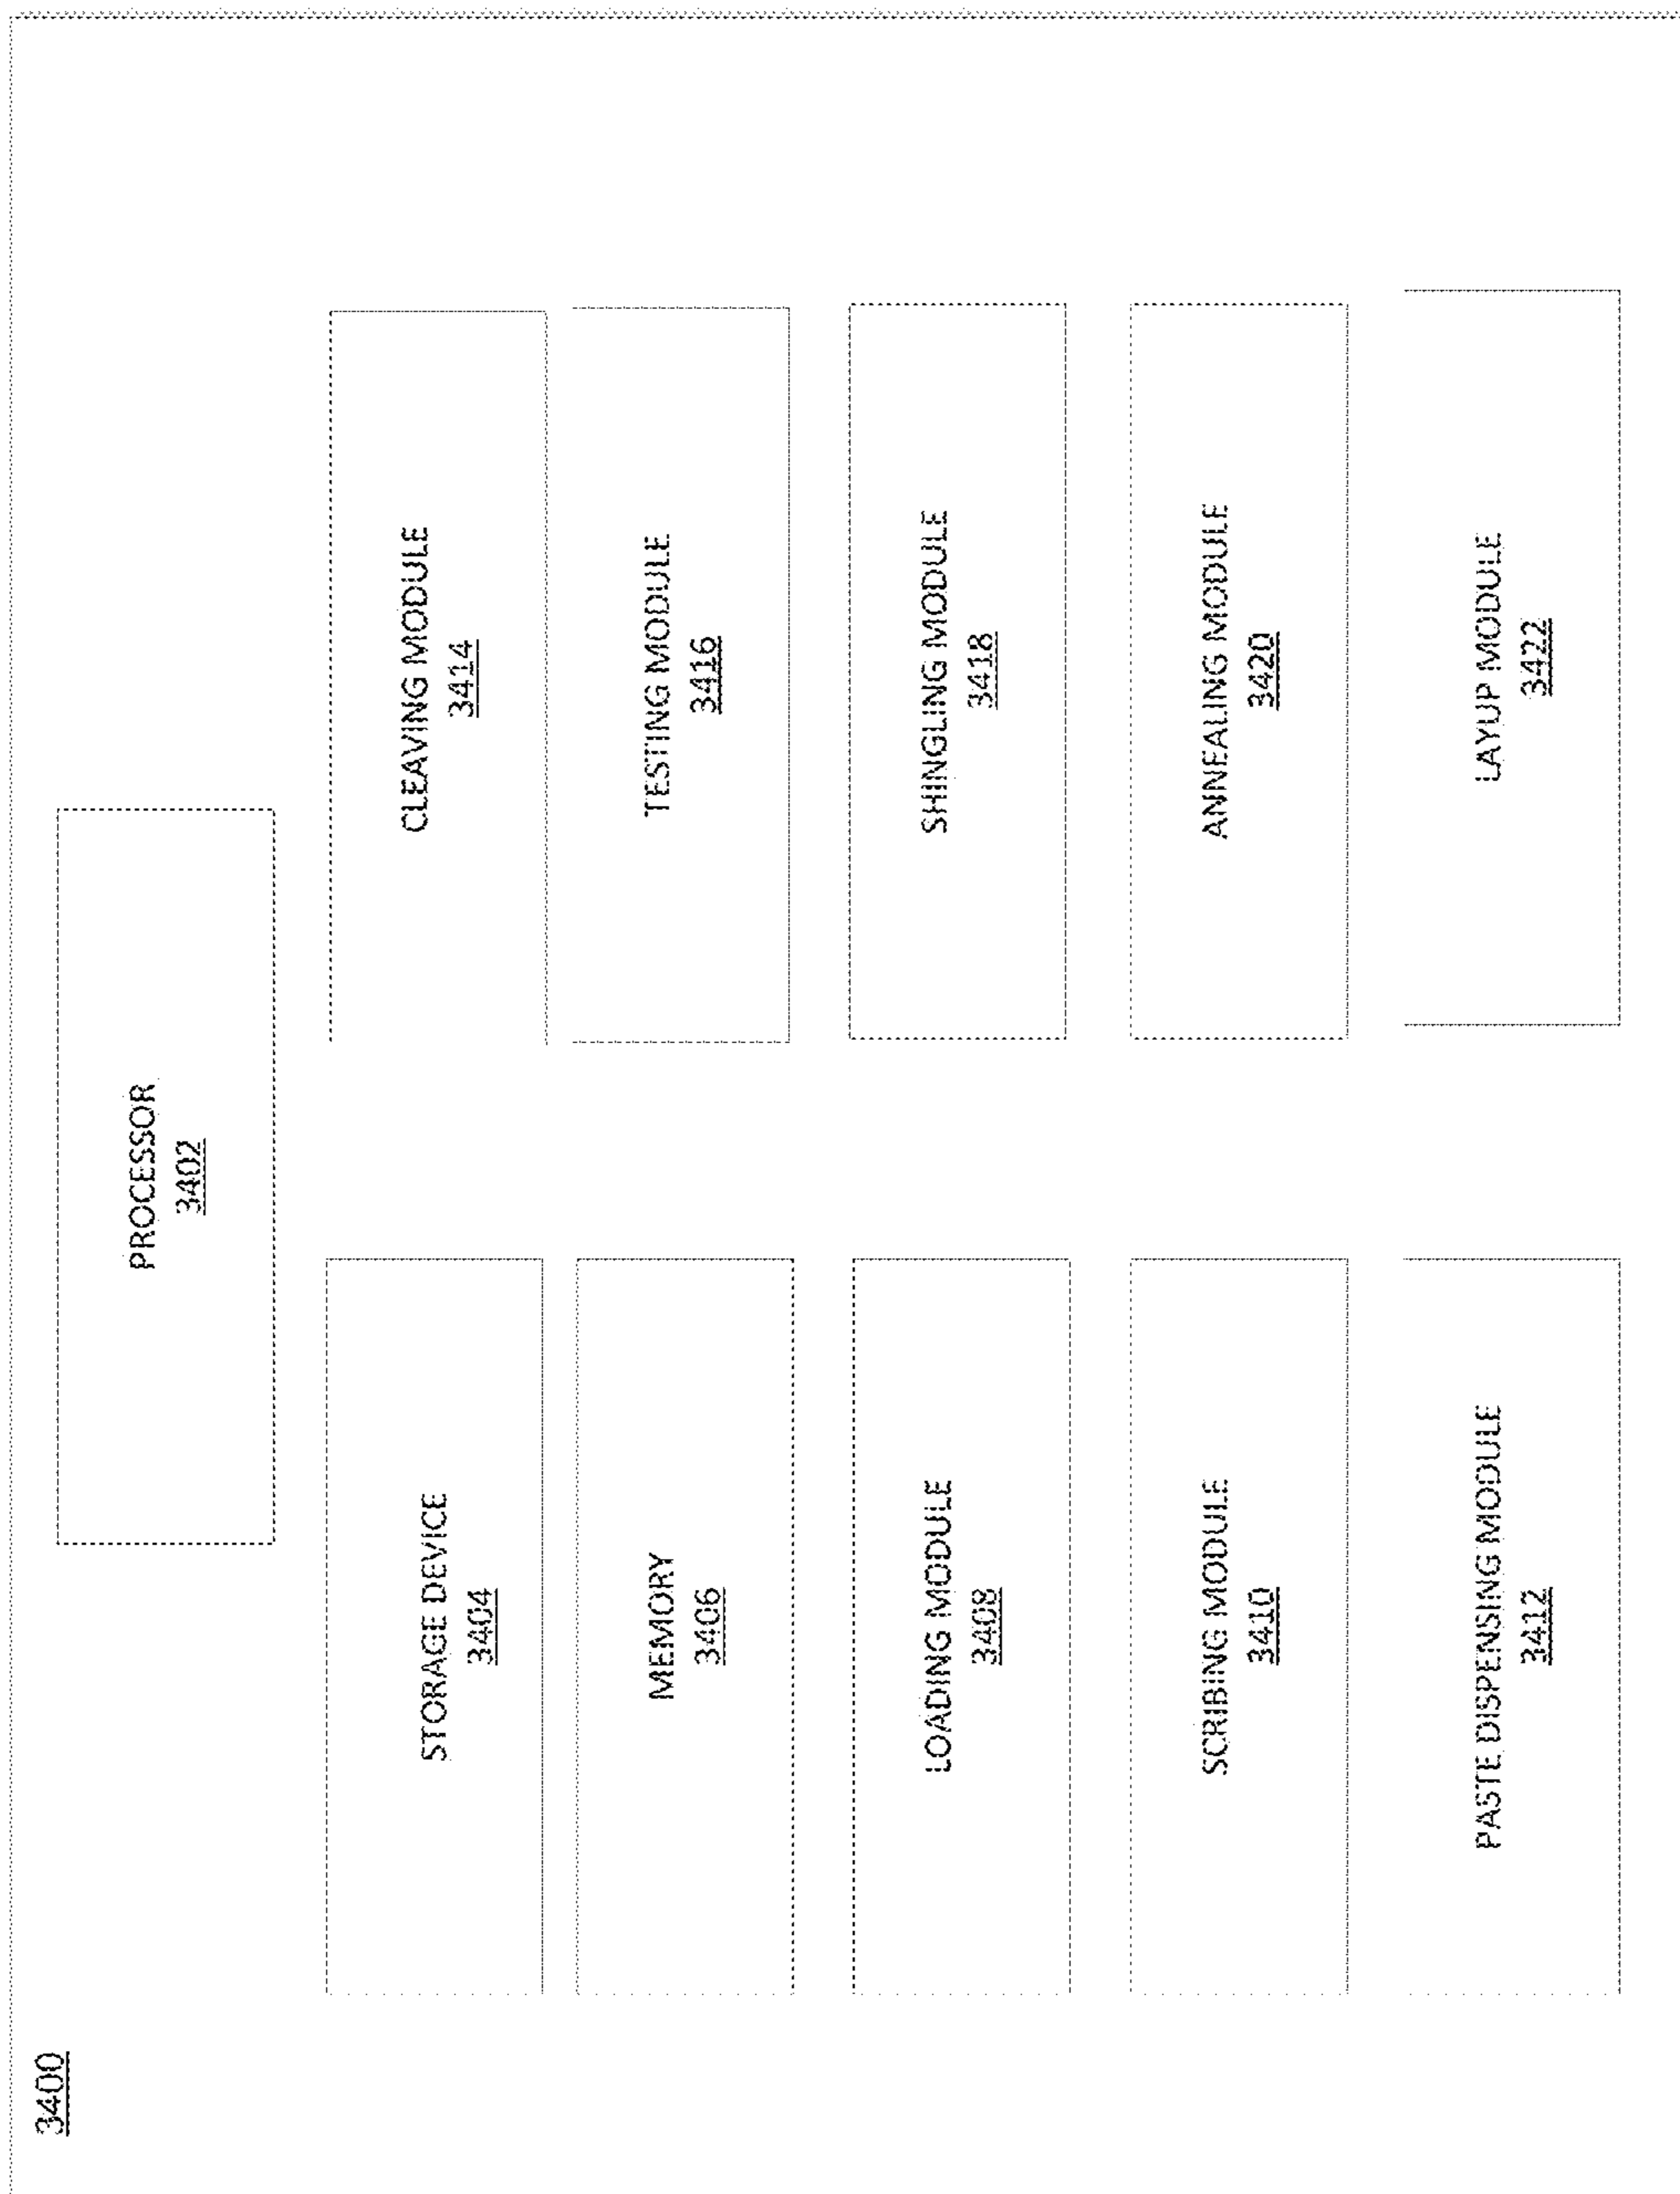 3400
PROCESSOR
3402
STORAGE DEVICE
3404
CLEAVING MODULE
3414
MEMORY
3406
TESTING MODULE
3416
LOADING MODULE
3408
SHINGLING MODULE
3418
SCRIBING MODULE
3410
ANNEALING MODULE
3420
PASTE DISPENSING MODULE
3412
LAYUP MODULE
3422